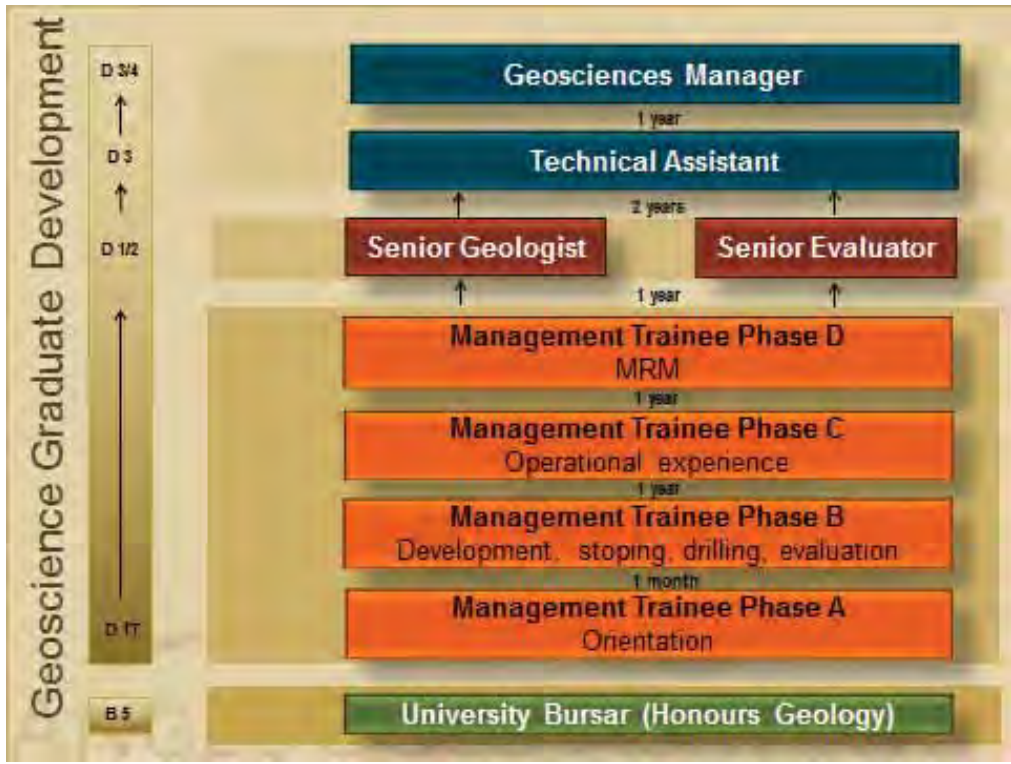 Geoscience Graduate Development
D 3/4
Geosciences Manager
1 year
D 3
Technical Assistant
2 years
D 1/2
Senior Geologist
Senior Evaluator
1 year
Management Trainee Phase D
MRM
1 year
Management Trainee Phase C
Operational experience
1 year
Management Trainee Phase B
Development, stoping, drilling, evaluation
1 month
D 1T
Management Trainee Phase A
Orientation
B 5
University Bursar (Honours Geology)